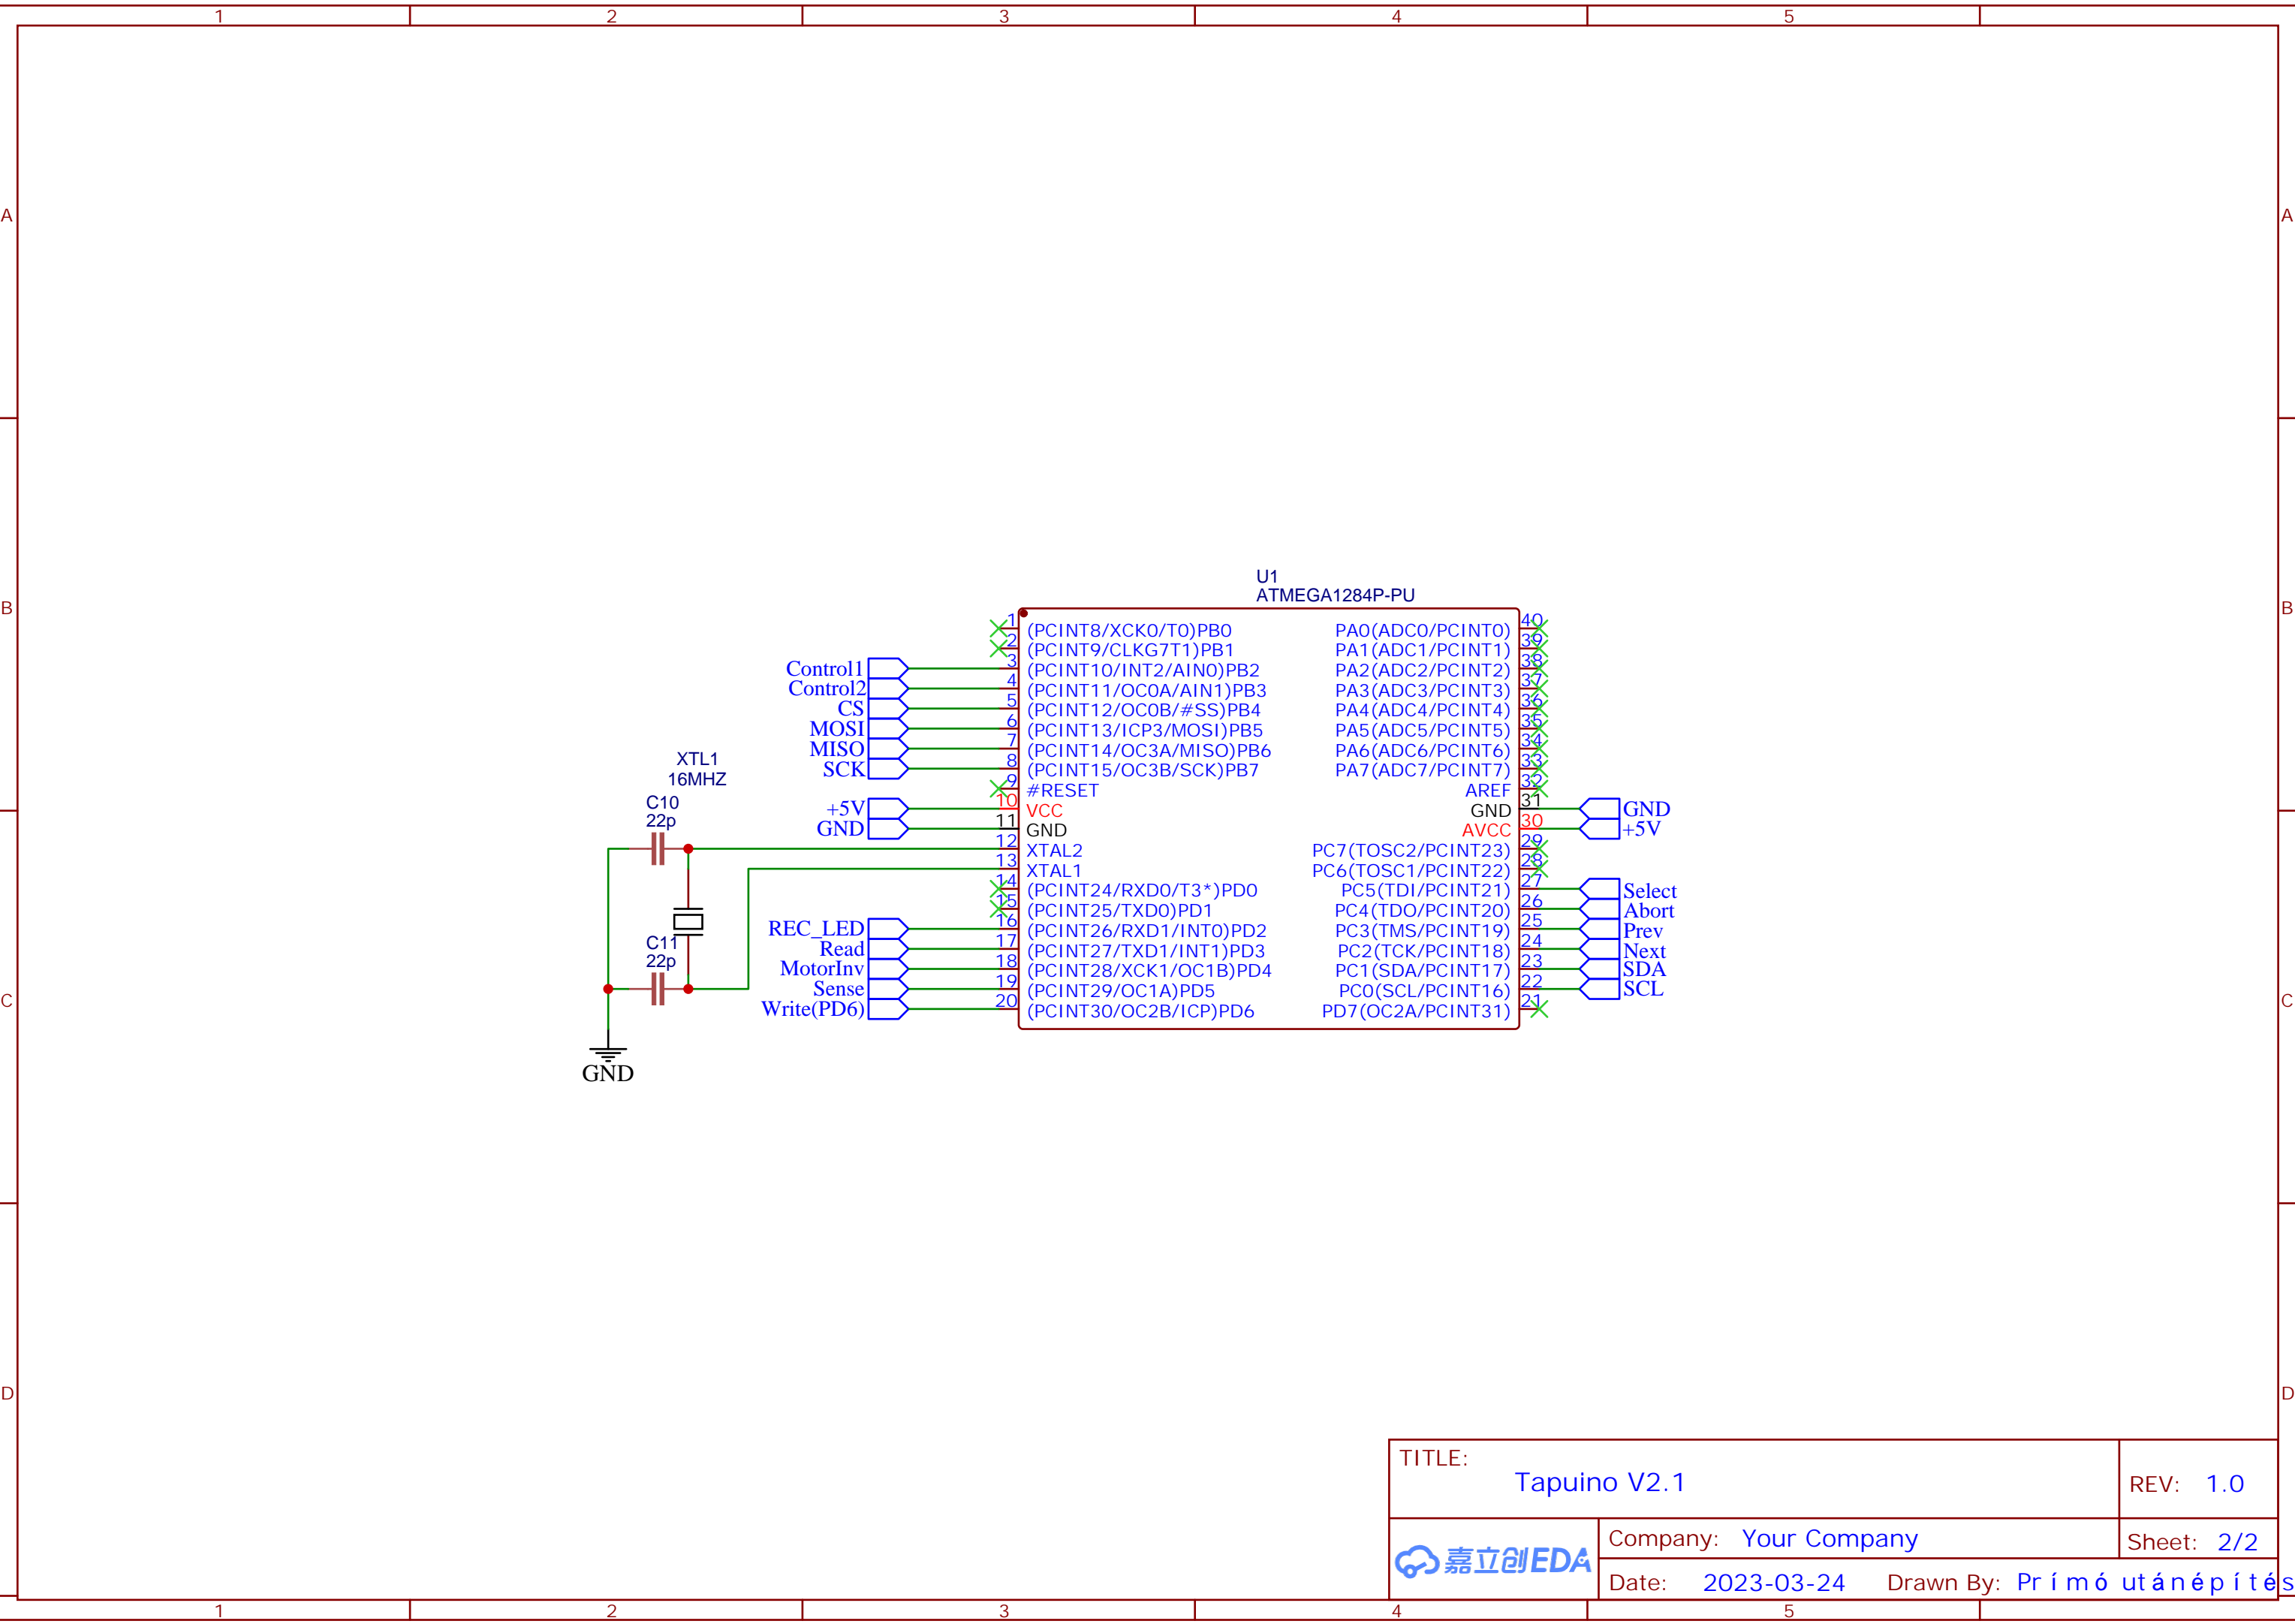 1 2 3 4 5
A A
B B
C C
D D
U1
ATMEGA1284P-PU
1 (PCINT8/XCK0/T0)PB0 PA0(ADC0/PCINT0) 40
2 (PCINT9/CLKG7T1)PB1 PA1(ADC1/PCINT1) 39
Control1 3 (PCINT10/INT2/AIN0)PB2 PA2(ADC2/PCINT2) 38
Control2 4 (PCINT11/OC0A/AIN1)PB3 PA3(ADC3/PCINT3) 37
CS 5 (PCINT12/OC0B/#SS)PB4 PA4(ADC4/PCINT4) 36
MOSI 6 (PCINT13/ICP3/MOSI)PB5 PA5(ADC5/PCINT5) 35
MISO 7 (PCINT14/OC3A/MISO)PB6 PA6(ADC6/PCINT6) 34
SCK 8 (PCINT15/OC3B/SCK)PB7 PA7(ADC7/PCINT7) 33
9 #RESET AREF 32
+5V 10 VCC GND 31 GND
GND 11 GND AVCC 30 +5V
12 XTAL2 PC7(TOSC2/PCINT23) 29
13 XTAL1 PC6(TOSC1/PCINT22) 28
14 (PCINT24/RXD0/T3*)PD0 PC5(TDI/PCINT21) 27 Select
15 (PCINT25/TXD0)PD1 PC4(TDO/PCINT20) 26 Abort
REC_LED 16 (PCINT26/RXD1/INT0)PD2 PC3(TMS/PCINT19) 25 Prev
Read 17 (PCINT27/TXD1/INT1)PD3 PC2(TCK/PCINT18) 24 Next
MotorInv 18 (PCINT28/XCK1/OC1B)PD4 PC1(SDA/PCINT17) 23 SDA
Sense 19 (PCINT29/OC1A)PD5 PC0(SCL/PCINT16) 22 SCL
Write(PD6) 20 (PCINT30/OC2B/ICP)PD6 PD7(OC2A/PCINT31) 21
XTL1
16MHZ
C10
22p
C11
22p
GND
TITLE:
Tapuino V2.1
REV: 1.0
嘉立创EDA
Company: Your Company
Sheet: 2/2
Date: 2023-03-24 Drawn By: Prímó utánépítés
1 2 3 4 5